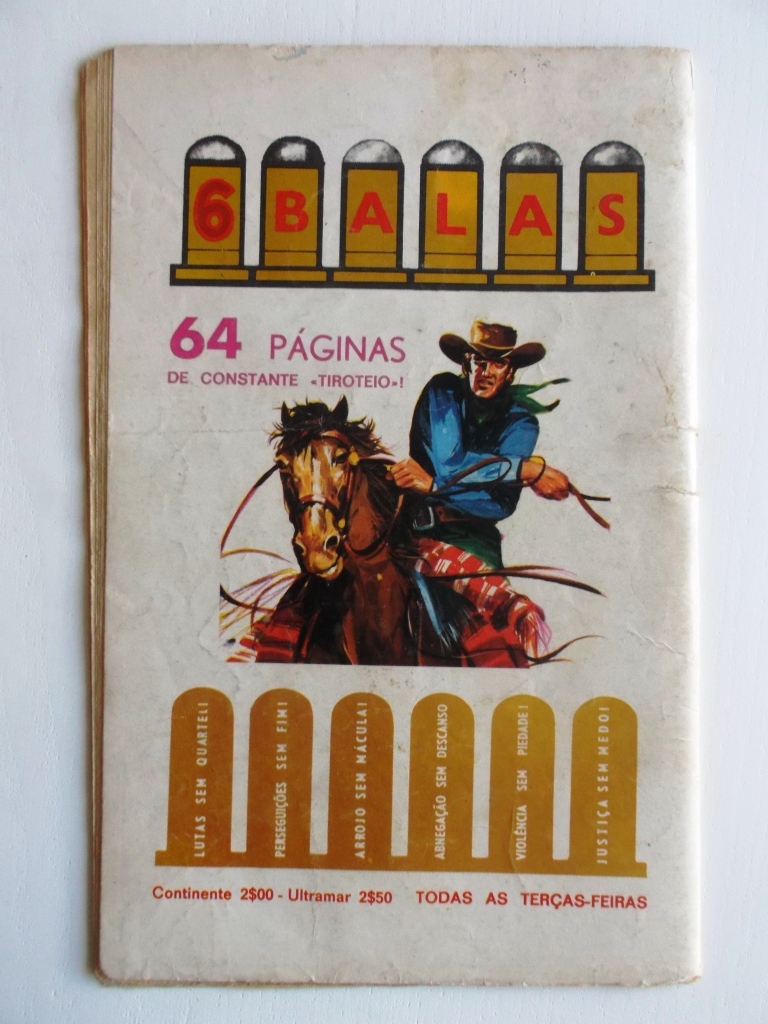 6 BALAS
64 PÁGINAS
DE CONSTANTE «TIROTEIO»!
LUTAS SEM QUARTEL!
PERSEGUIÇÕES SEM FIM!
ARROJO SEM MÁCULA!
ABNEGAÇÃO SEM DESCANSO
VIOLÊNCIA SEM PIEDADE!
JUSTIÇA SEM MEDO!
Continente 2$00 - Ultramar 2$50 TODAS AS TERÇAS-FEIRAS